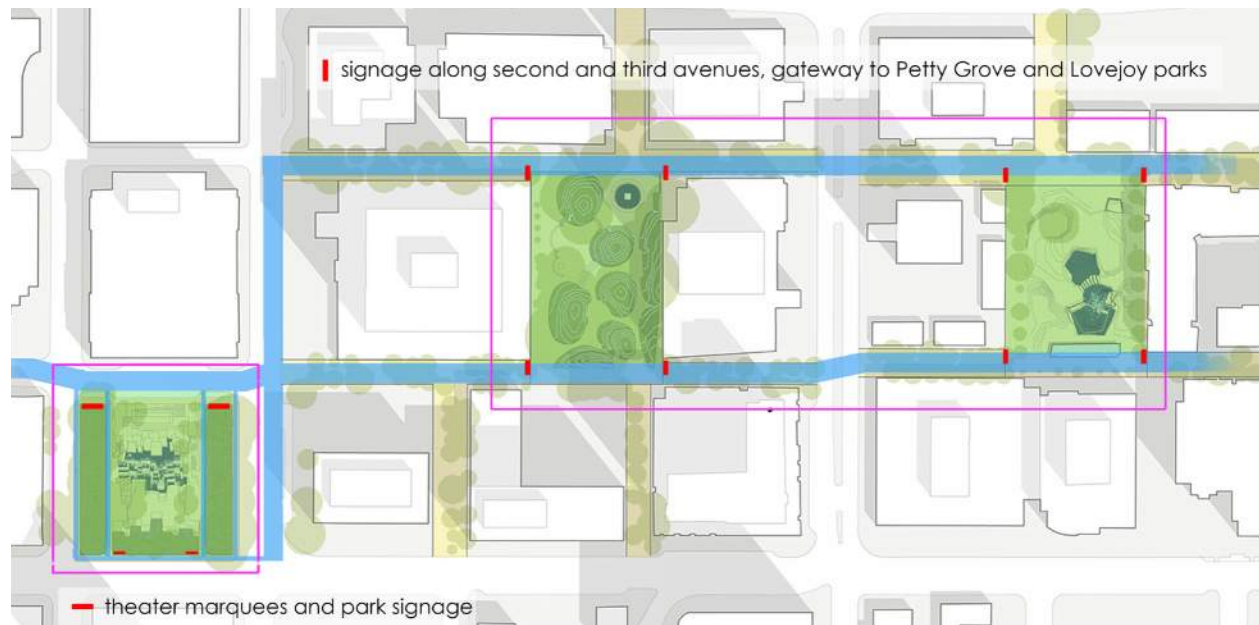 signage along second and third avenues, gateway to Petty Grove and Lovejoy parks
theater marquees and park signage